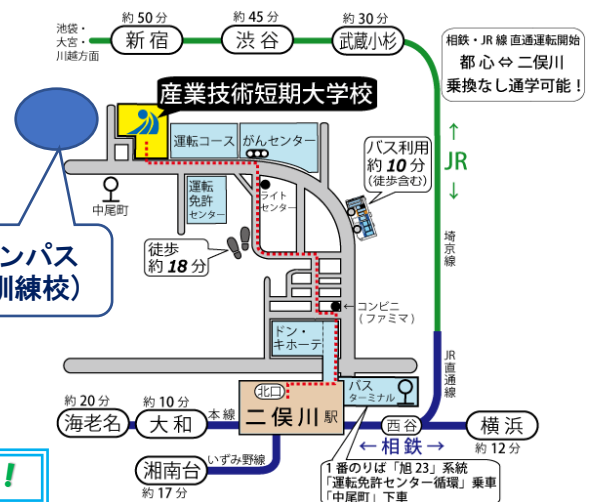 池袋・
大宮・
川越方面
約50分
新宿
約45分
渋谷
約30分
武蔵小杉
相鉄・JR線 直通運転開始
都心⇔二俣川
乗換なし通学可能！
産業技術短期大学校
運転コース
がんセンター
バス利用
約10分
(徒歩含む)
↑
JR
↓
中尾町
運転
免許
センター
ライト
センター
徒歩
約18分
埼京線
ンパス
訓練校）
←コンビニ
(ファミマ)
ドン・
キホーテ
JR直通線
北口
バス
ターミナル
約20分
海老名
約10分
大和
本線
二俣川駅
西谷
横浜
約12分
←相鉄→
いずみ野線
湘南台
約17分
1番のりば「旭23」系統
「運転免許センター循環」乗車
「中尾町」下車
！